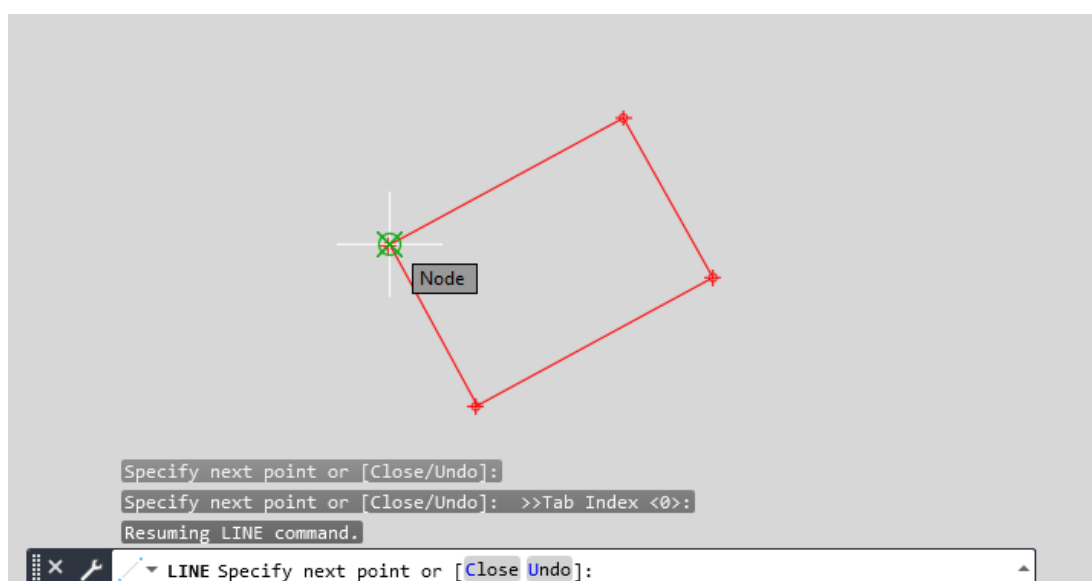 Node
Specify next point or [Close/Undo]:
Specify next point or [Close/Undo]:  >>Tab Index <0>:
Resuming LINE command.
LINE Specify next point or [Close Undo]: